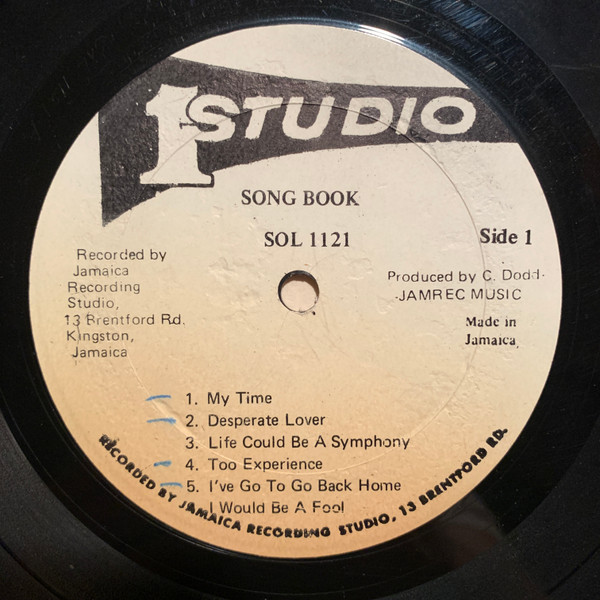 1 STUDIO
SONG BOOK
SOL 1121
Side 1
Recorded by
Jamaica
Recording
Studio,
13 Brentford Rd.
Kingston,
Jamaica
Produced by C. Dodd
JAMREC MUSIC
Made in
Jamaica
1. My Time
2. Desperate Lover
3. Life Could Be A Symphony
4. Too Experience
5. I've Go To Go Back Home
I Would Be A Fool
RECORDED BY JAMAICA RECORDING STUDIO, 13 BRENTFORD RD.